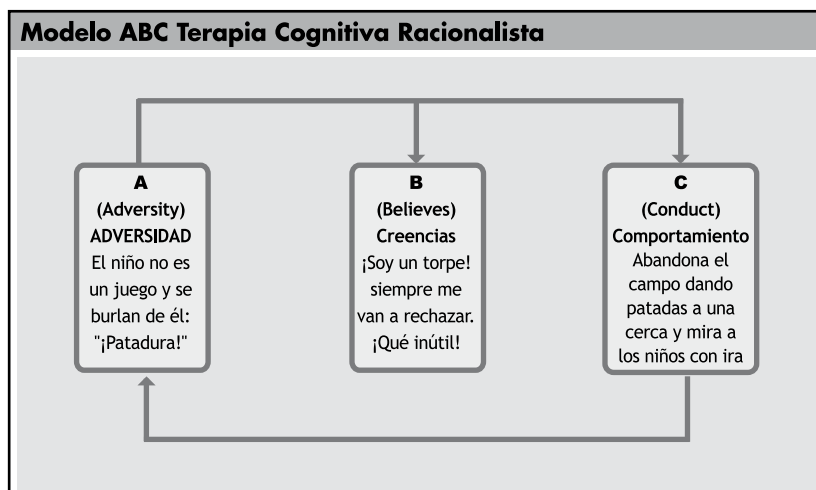 Modelo ABC Terapia Cognitiva Racionalista
A
(Adversity)
ADVERSIDAD
El niño no es
un juego y se
burlan de él:
"¡Patadura!"
B
(Believes)
Creencias
¡Soy un torpe!
siempre me
van a rechazar.
¡Qué inútil!
C
(Conduct)
Comportamiento
Abandona el
campo dando
patadas a una
cerca y mira a
los niños con ira